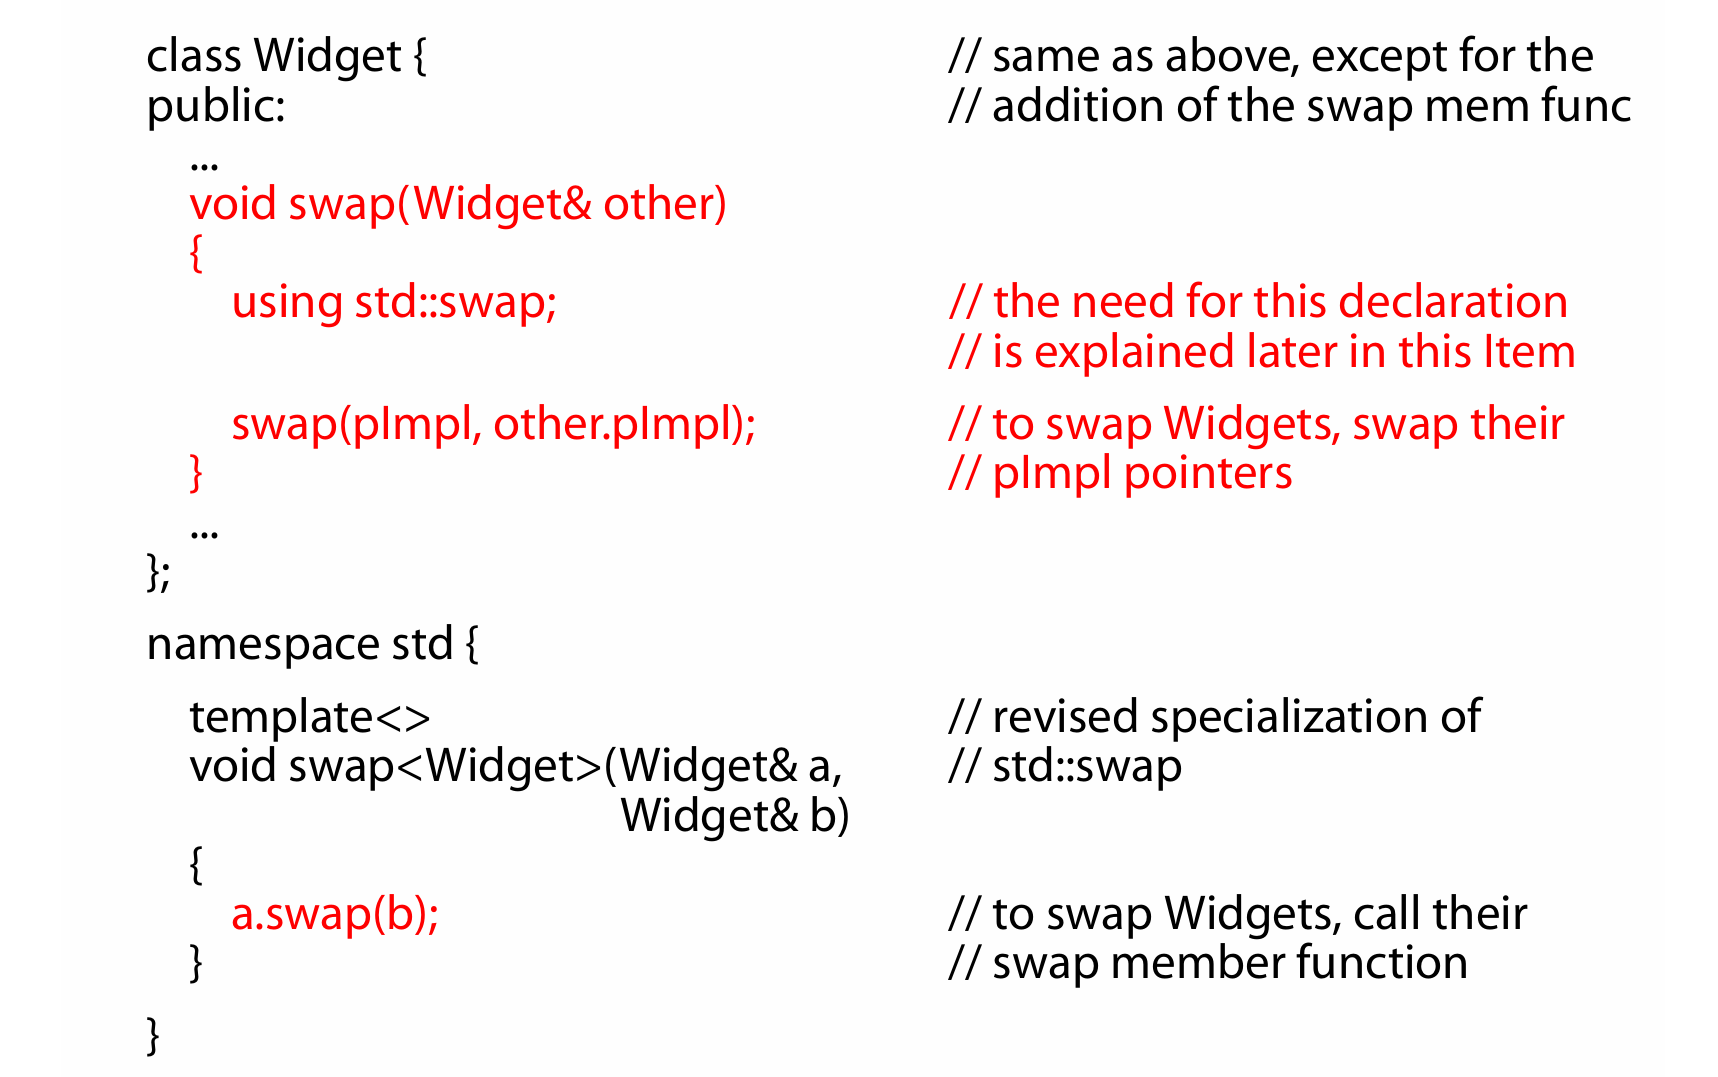 class Widget { // same as above, except for the
public: // addition of the swap mem func
...
void swap(Widget& other)
{
using std::swap; // the need for this declaration
// is explained later in this Item
swap(pImpl, other.pImpl); // to swap Widgets, swap their
} // pImpl pointers
...
};
namespace std {
template<> // revised specialization of
void swap<Widget>(Widget& a, // std::swap
Widget& b)
{
a.swap(b); // to swap Widgets, call their
} // swap member function
}